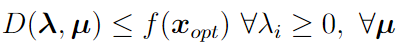 D(λ, μ) ≤ f(x_opt) ∀λ_i ≥ 0, ∀μ